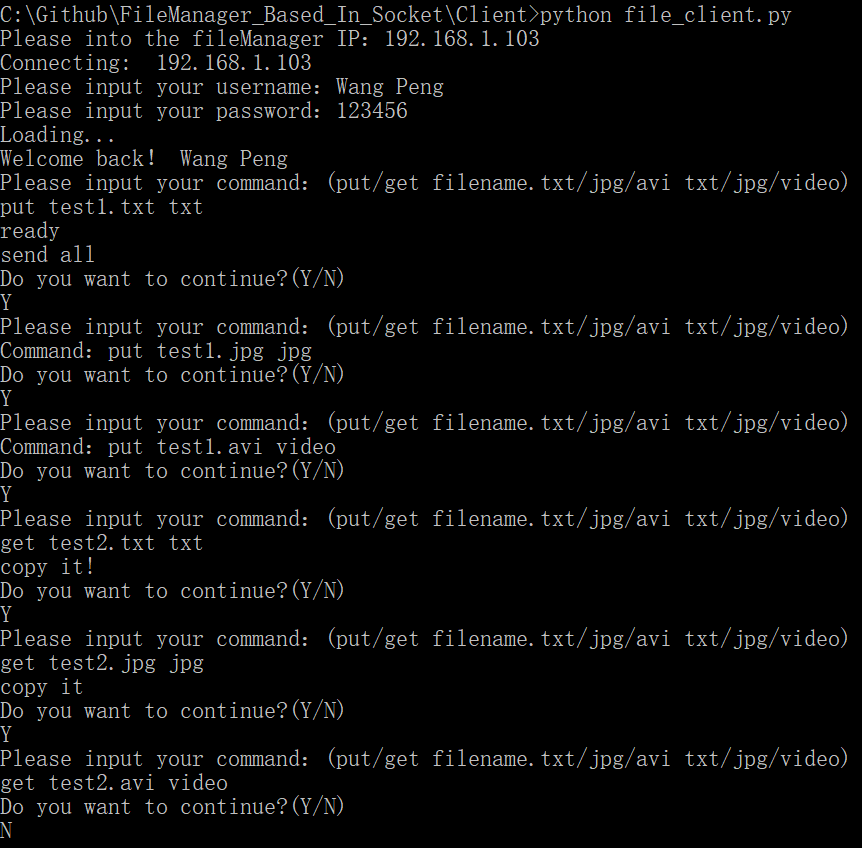 C:\Github\FileManager_Based_In_Socket\Client>python file_client.py
Please into the fileManager IP: 192.168.1.103
Connecting:  192.168.1.103
Please input your username: Wang Peng
Please input your password: 123456
Loading...
Welcome back!  Wang Peng
Please input your command: (put/get filename.txt/jpg/avi txt/jpg/video)
put test1.txt txt
ready
send all
Do you want to continue?(Y/N)
Y
Please input your command: (put/get filename.txt/jpg/avi txt/jpg/video)
Command: put test1.jpg jpg
Do you want to continue?(Y/N)
Y
Please input your command: (put/get filename.txt/jpg/avi txt/jpg/video)
Command: put test1.avi video
Do you want to continue?(Y/N)
Y
Please input your command: (put/get filename.txt/jpg/avi txt/jpg/video)
get test2.txt txt
copy it!
Do you want to continue?(Y/N)
Y
Please input your command: (put/get filename.txt/jpg/avi txt/jpg/video)
get test2.jpg jpg
copy it
Do you want to continue?(Y/N)
Y
Please input your command: (put/get filename.txt/jpg/avi txt/jpg/video)
get test2.avi video
Do you want to continue?(Y/N)
N